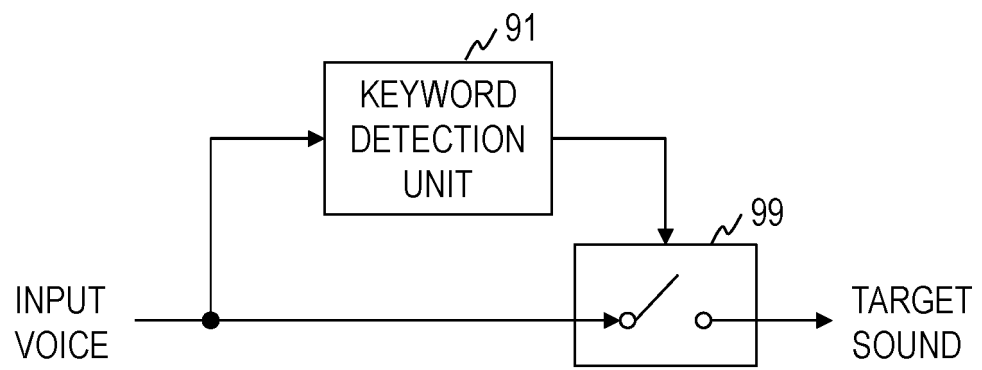 91
KEYWORD
DETECTION
UNIT
99
INPUT
VOICE
TARGET
SOUND